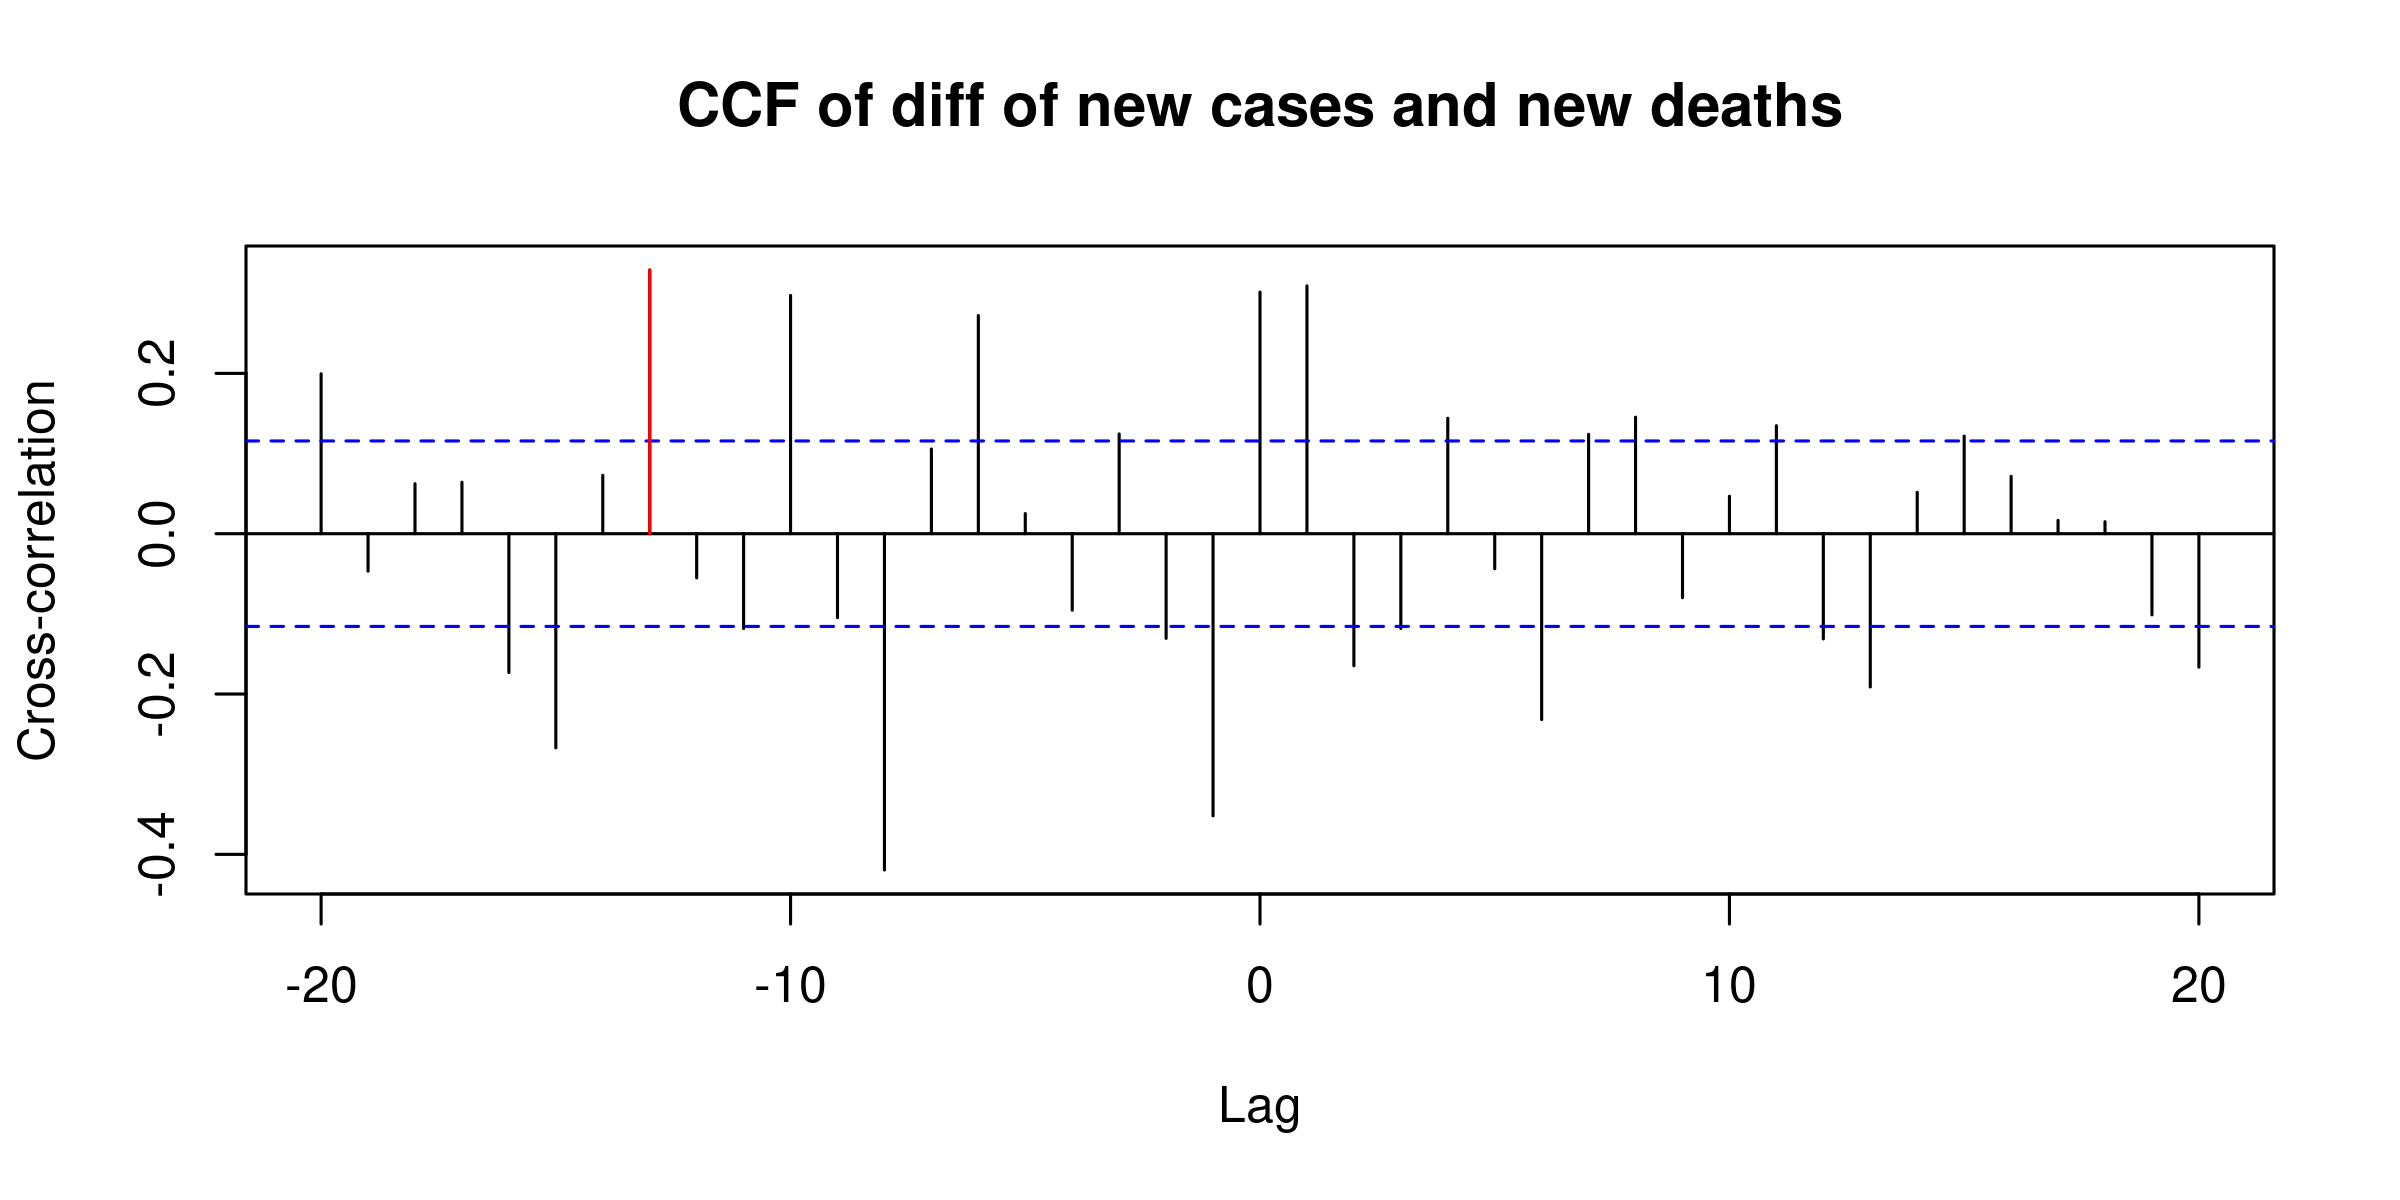 CCF of diff of new cases and new deaths
Cross-correlation
0.2
0.0
-0.2
-0.4
-20 -10 0 10 20
Lag